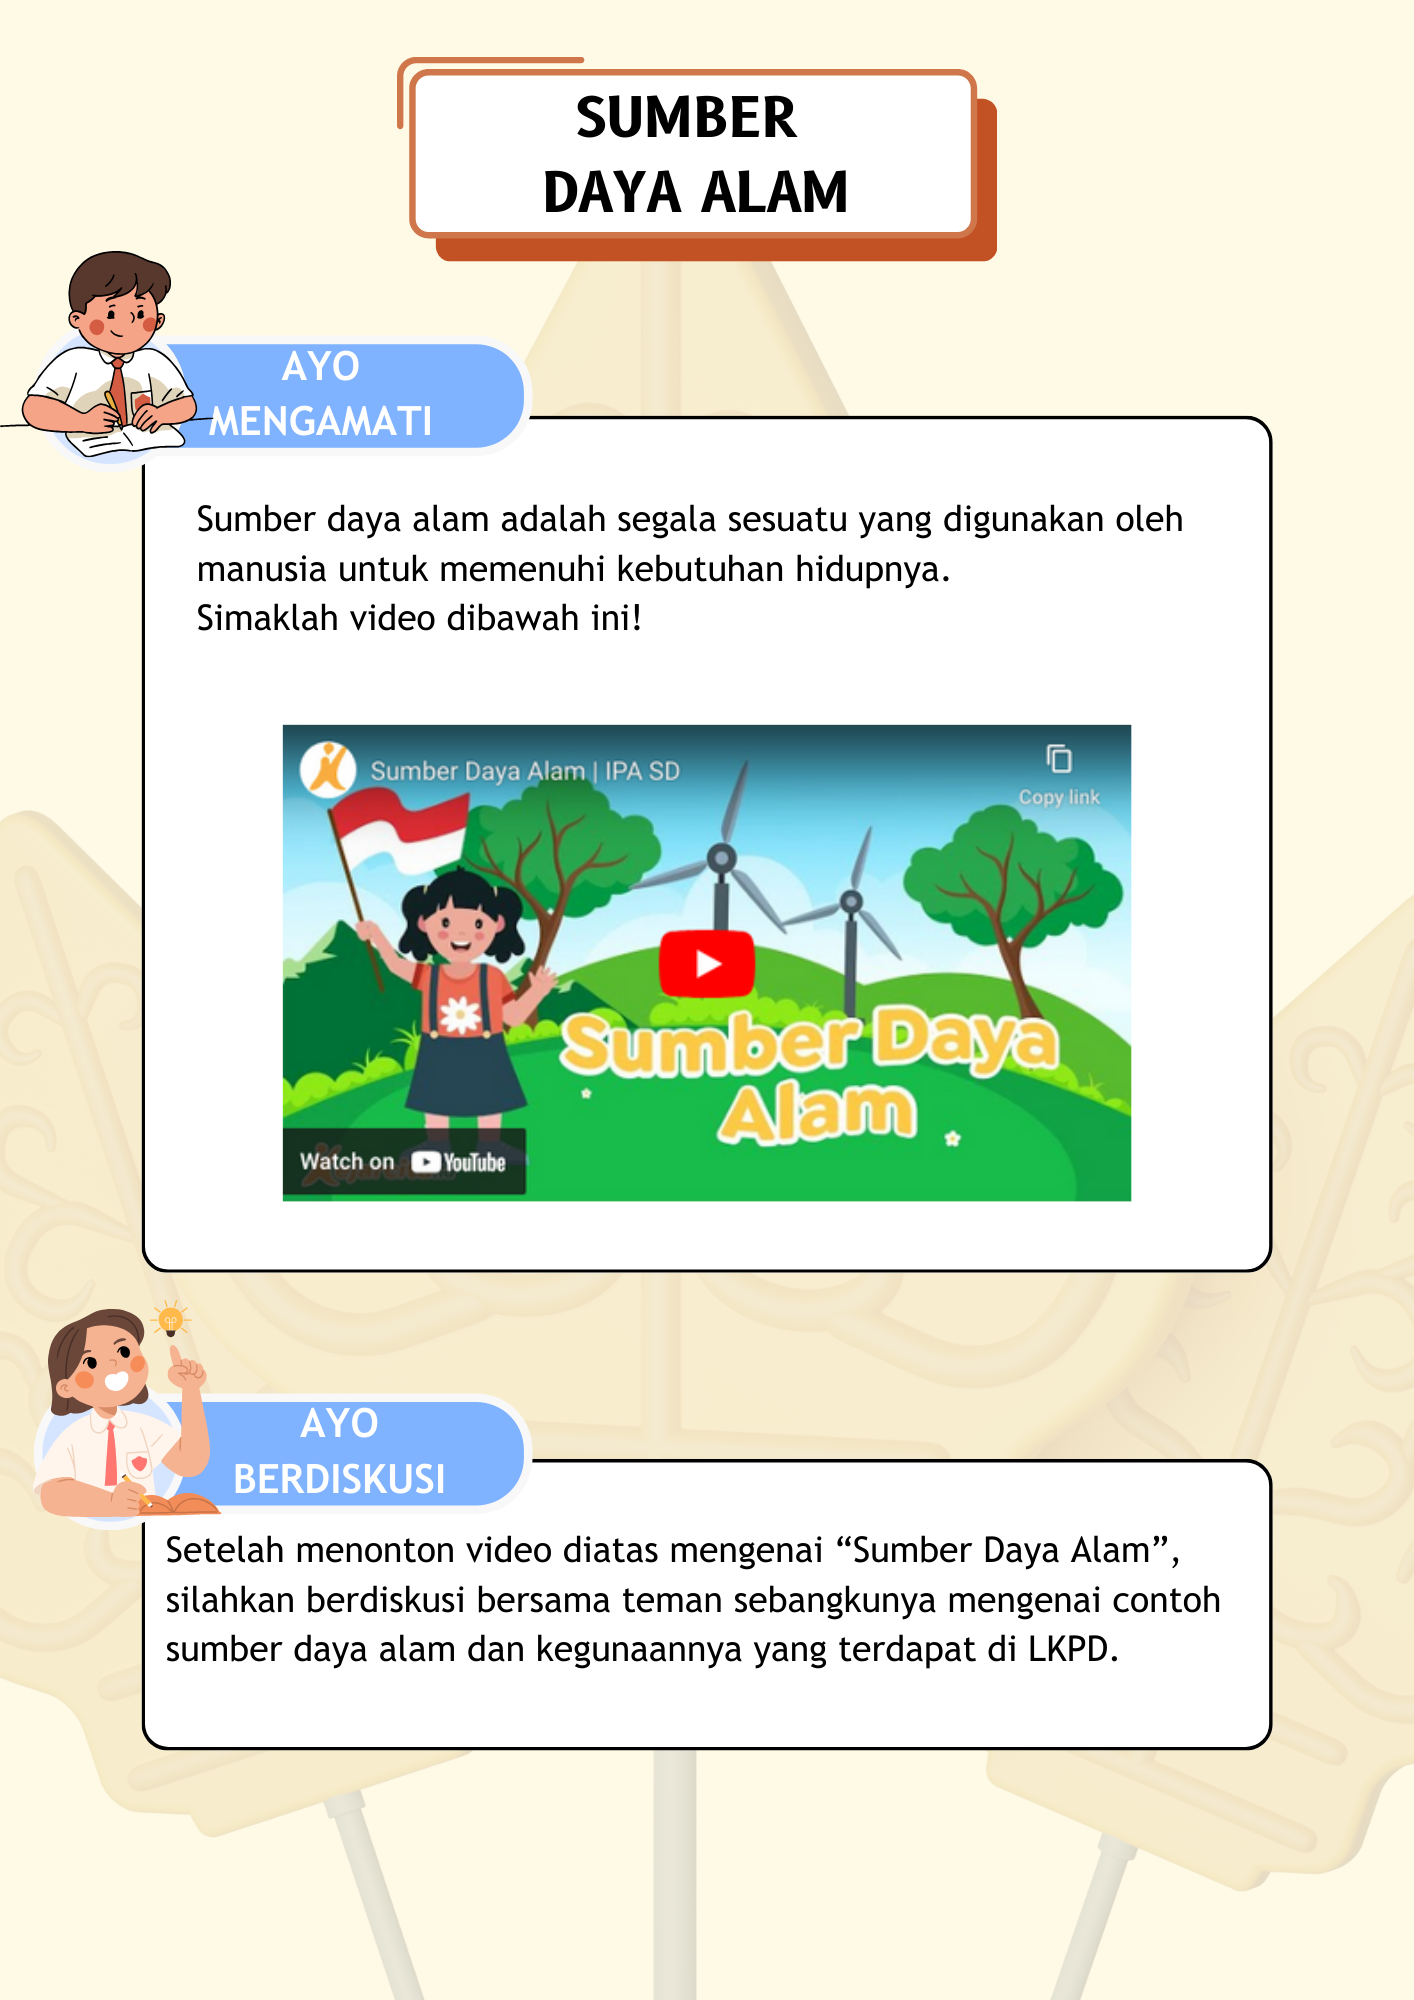 SUMBER
DAYA ALAM
AYO
MENGAMATI
Sumber daya alam adalah segala sesuatu yang digunakan oleh
manusia untuk memenuhi kebutuhan hidupnya.
Simaklah video dibawah ini!
Sumber Daya Alam | IPA SD
Copy link
Sumber Daya
Alam
Watch on YouTube
AYO
BERDISKUSI
Setelah menonton video diatas mengenai “Sumber Daya Alam”,
silahkan berdiskusi bersama teman sebangkunya mengenai contoh
sumber daya alam dan kegunaannya yang terdapat di LKPD.